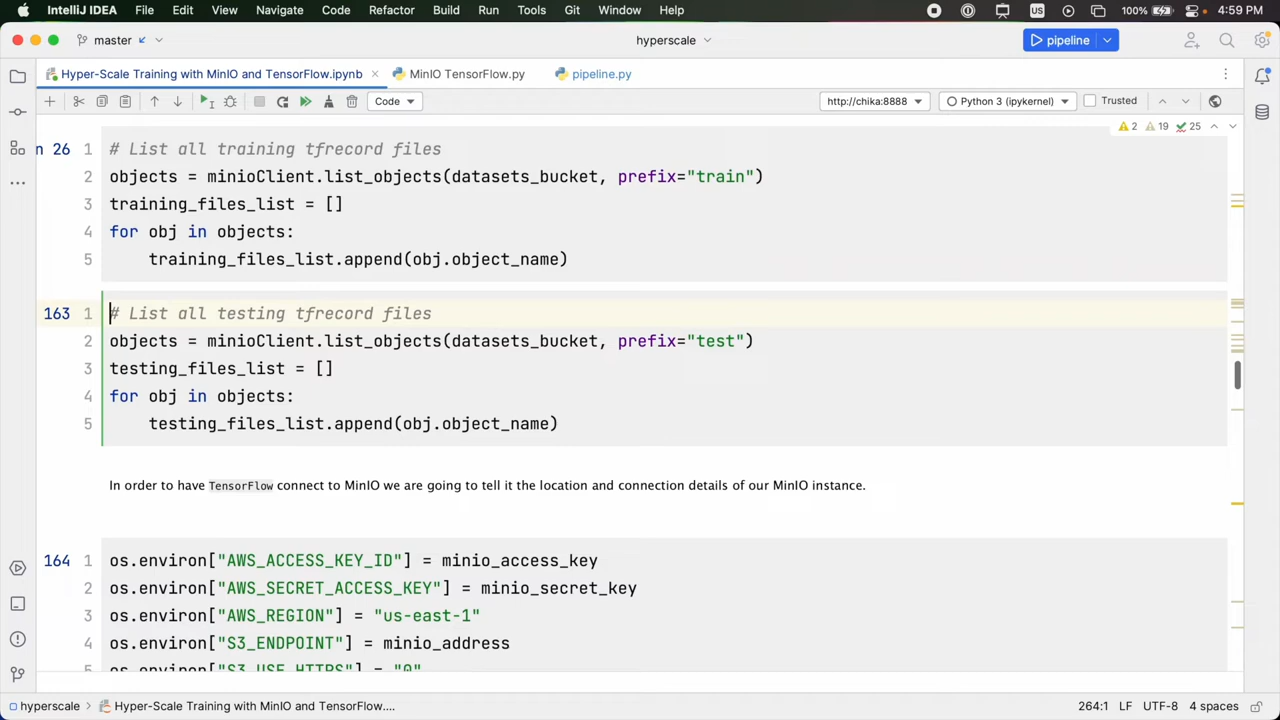 IntelliJ IDEA File Edit View Navigate Code Refactor Build Run Tools Git Window Help US 100% 4:59 PM
master hyperscale pipeline
Hyper-Scale Training with MinIO and TensorFlow.ipynb MinIO TensorFlow.py pipeline.py
Code http://chika:8888 Python 3 (ipykernel) Trusted
2 19 25
n 26 1 # List all training tfrecord files
2 objects = minioClient.list_objects(datasets_bucket, prefix="train")
3 training_files_list = []
4 for obj in objects:
5 training_files_list.append(obj.object_name)
163 1 # List all testing tfrecord files
2 objects = minioClient.list_objects(datasets_bucket, prefix="test")
3 testing_files_list = []
4 for obj in objects:
5 testing_files_list.append(obj.object_name)
In order to have TensorFlow connect to MinIO we are going to tell it the location and connection details of our MinIO instance.
164 1 os.environ["AWS_ACCESS_KEY_ID"] = minio_access_key
2 os.environ["AWS_SECRET_ACCESS_KEY"] = minio_secret_key
3 os.environ["AWS_REGION"] = "us-east-1"
4 os.environ["S3_ENDPOINT"] = minio_address
5 os.environ["S3_USE_HTTPS"] = "0"
hyperscale Hyper-Scale Training with MinIO and TensorFlow.... 264:1 LF UTF-8 4 spaces